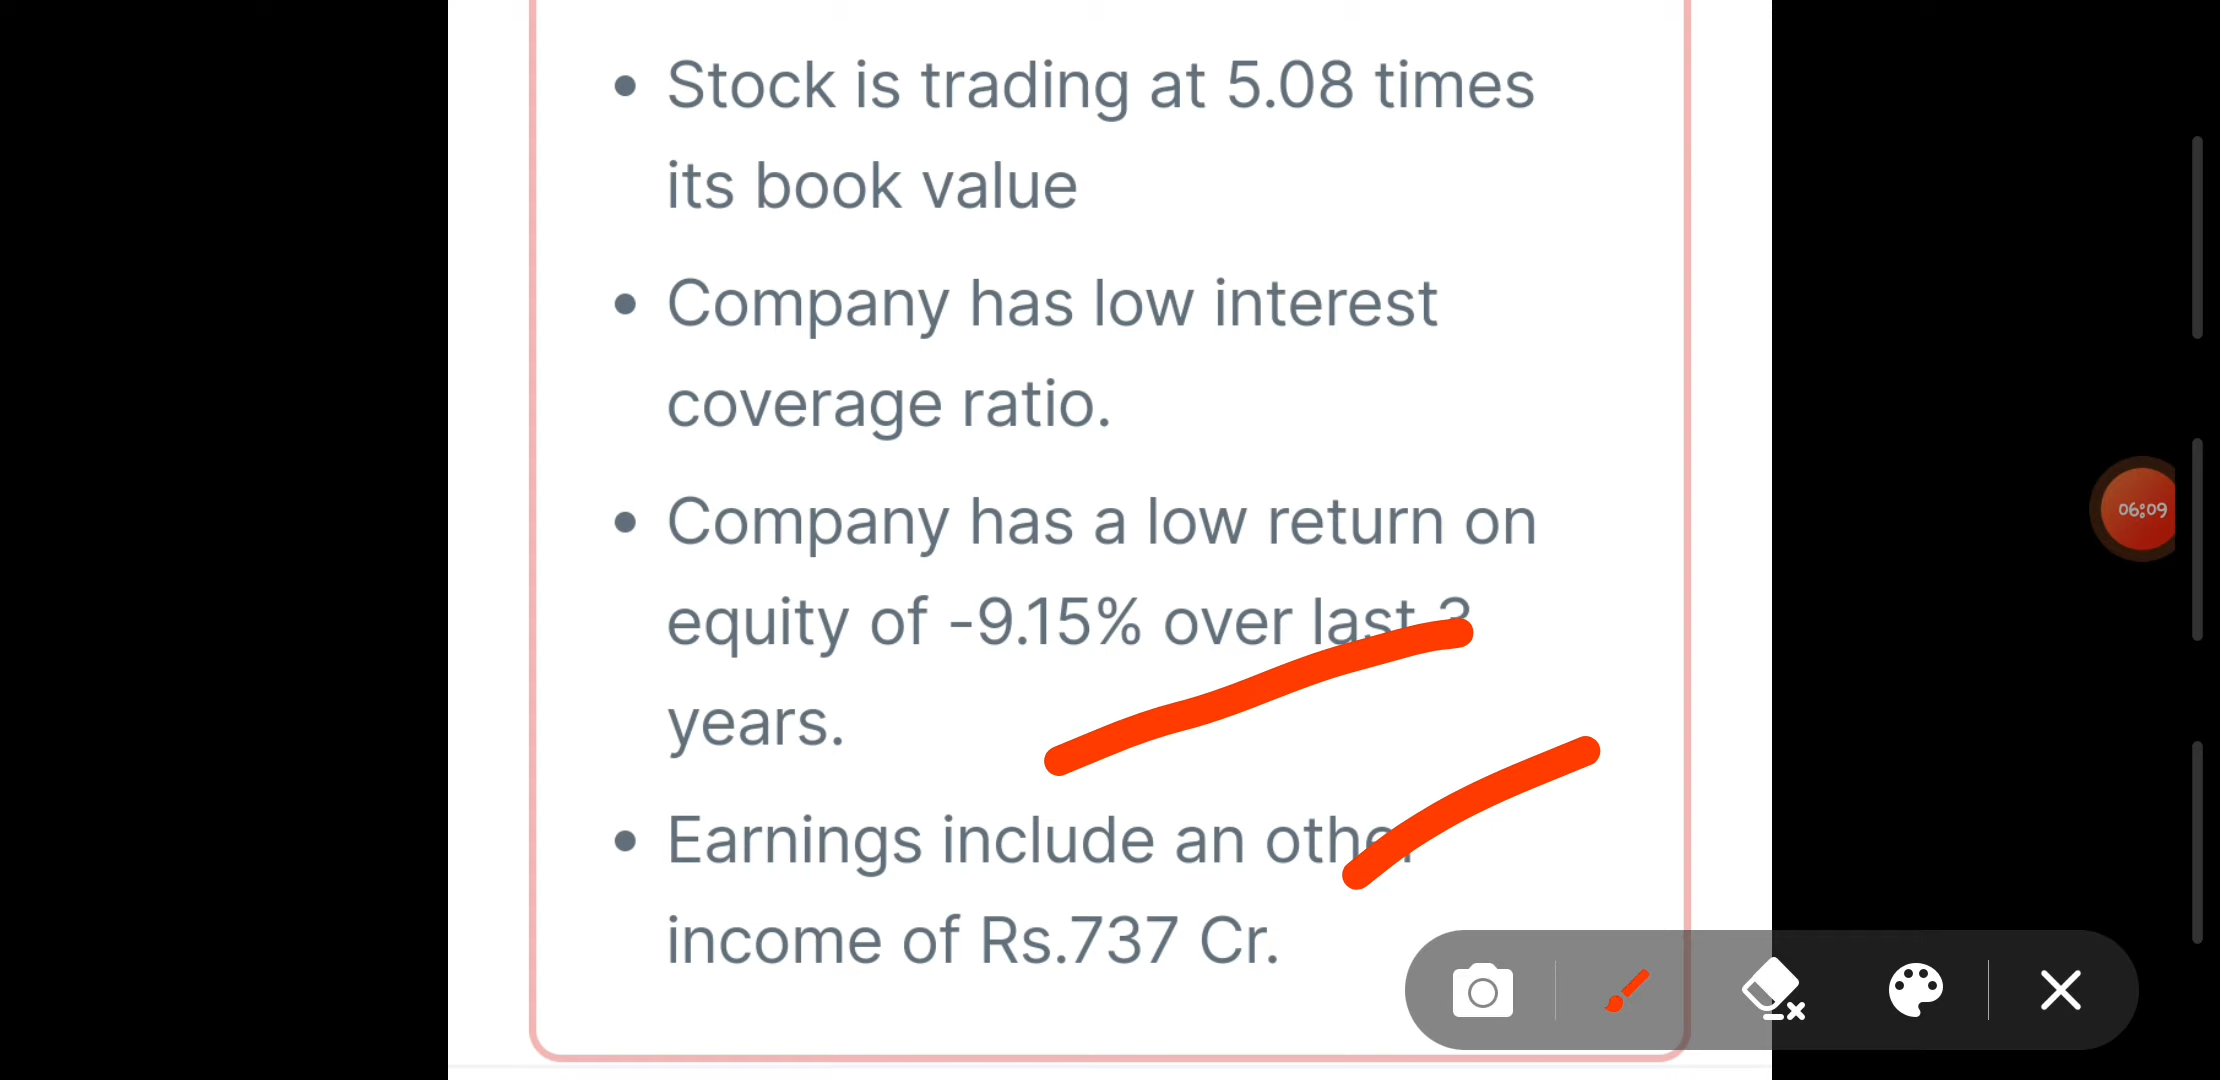 Stock is trading at 5.08 times
its book value
Company has low interest
coverage ratio.
Company has a low return on
equity of -9.15% over last 3
years.
Earnings include an other
income of Rs.737 Cr.
06:09